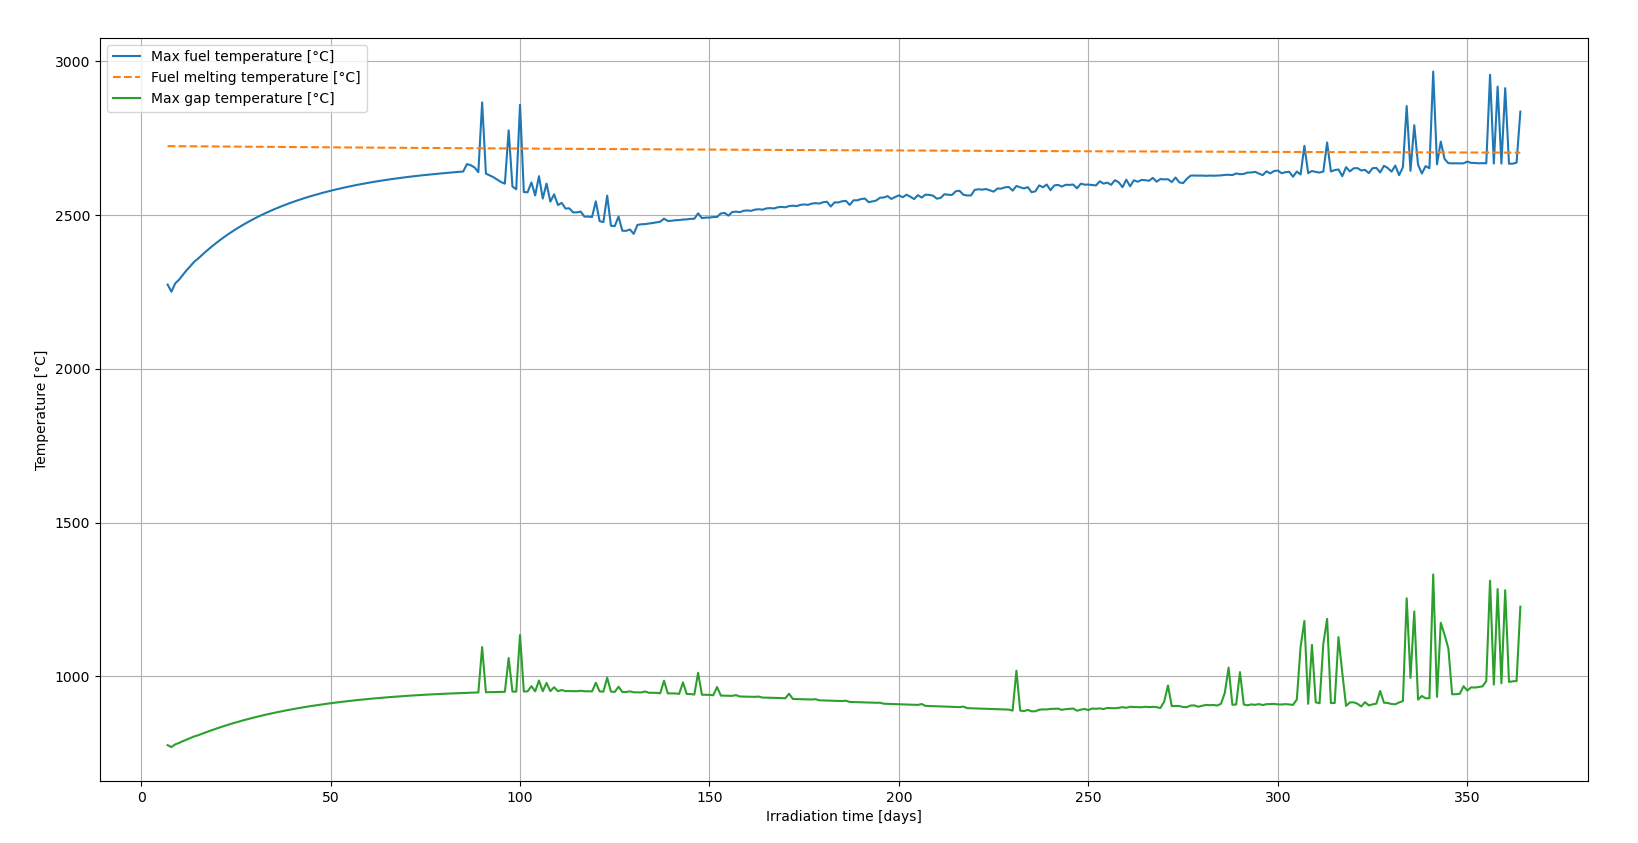 Max fuel temperature [°C]
Fuel melting temperature [°C]
Max gap temperature [°C]
Temperature [°C]
3000
2500
2000
1500
1000
0
50
100
150
200
250
300
350
Irradiation time [days]